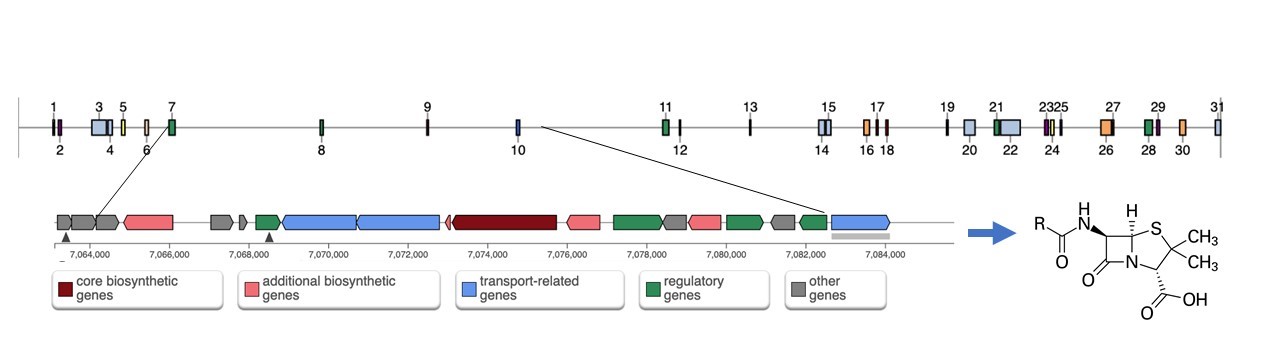 1 3 5 7 9 11 13 15 17 19 21 23 25 27 29 31
2 4 6 8 10 12 14 16 18 20 22 24 26 28 30
7,064,000 7,066,000 7,068,000 7,070,000 7,072,000 7,074,000 7,076,000 7,078,000 7,080,000 7,082,000 7,084,000
core biosynthetic
genes
additional biosynthetic
genes
transport-related
genes
regulatory
genes
other
genes
H H
R N S CH3
CH3
O N
O
OH
O